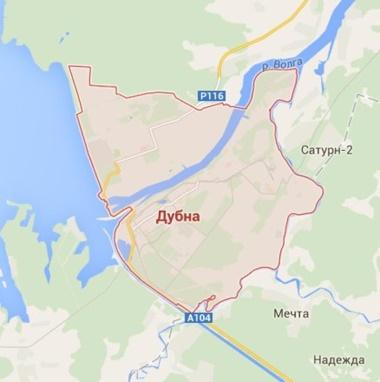 р. Волга
Р116
Сатурн-2
Дубна
А104
Мечта
Надежда